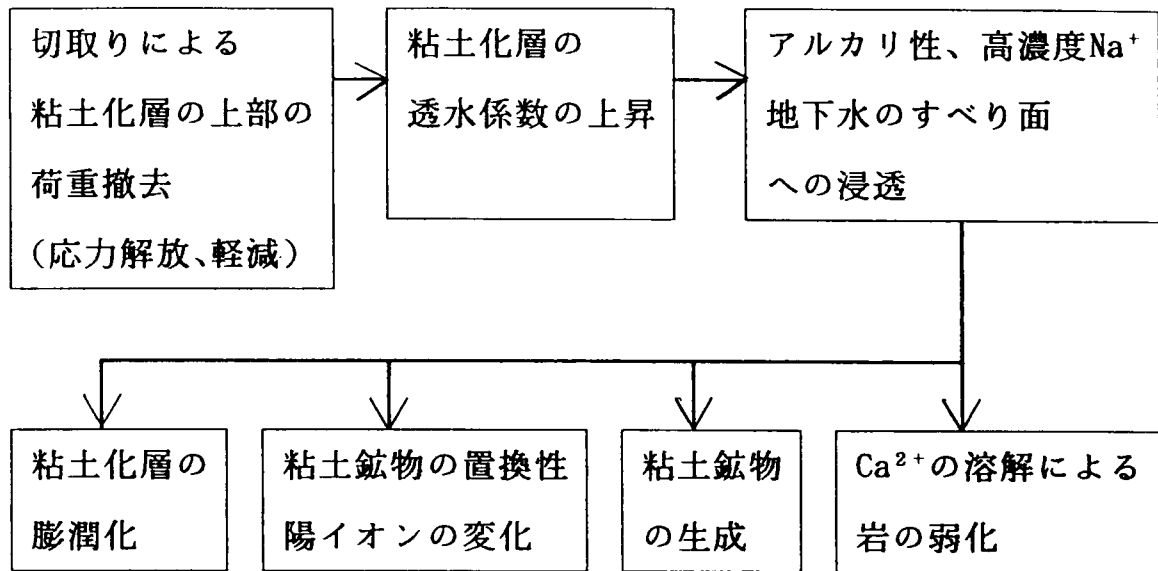 切取りによる
粘土化層の上部の
荷重撤去
(応力解放、軽減)
粘土化層の
透水係数の上昇
アルカリ性、高濃度Na⁺
地下水のすべり面
への浸透
粘土化層の
膨潤化
粘土鉱物の置換性
陽イオンの変化
粘土鉱物
の生成
Ca²⁺の溶解による
岩の弱化